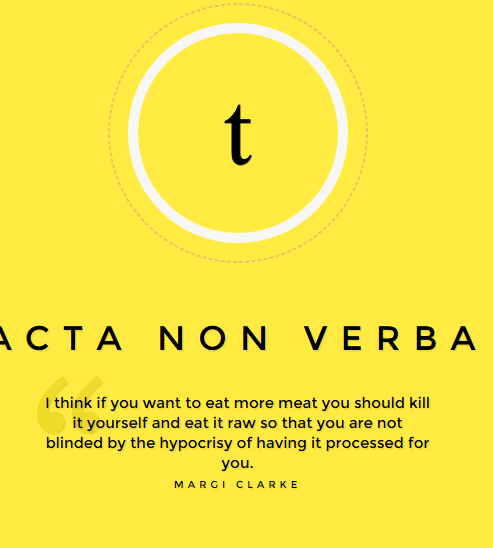 t
ACTA NON VERBA
I think if you want to eat more meat you should kill
it yourself and eat it raw so that you are not
blinded by the hypocrisy of having it processed for
you.
MARGI CLARKE